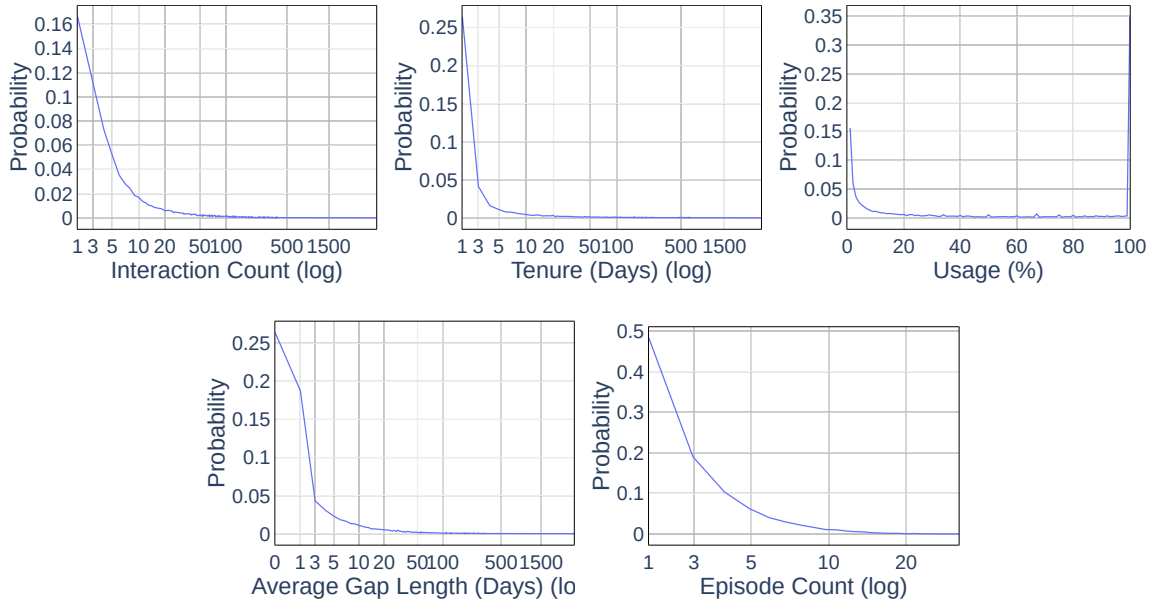 Probability
0.16
0.14
0.12
0.1
0.08
0.06
0.04
0.02
0
1 3 5 10 20 50 100 500 1500
Interaction Count (log)
Probability
0.25
0.2
0.15
0.1
0.05
0
1 3 5 10 20 50 100 500 1500
Tenure (Days) (log)
Probability
0.35
0.3
0.25
0.2
0.15
0.1
0.05
0
0 20 40 60 80 100
Usage (%)
Probability
0.25
0.2
0.15
0.1
0.05
0
0 1 3 5 10 20 50 100 500 1500
Average Gap Length (Days) (lo
Probability
0.5
0.4
0.3
0.2
0.1
0
1 3 5 10 20
Episode Count (log)